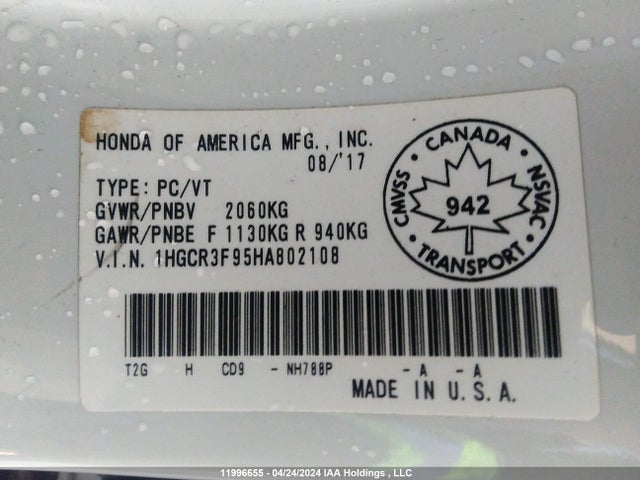 HONDA OF AMERICA MFG., INC.
08/'17
TYPE: PC/VT
GVWR/PNBV 2060KG
GAWR/PNBE F 1130KG R 940KG
V.I.N. 1HGCR3F95HA802108
CANADA
CMVSS
942
NSVAC
TRANSPORT
T2G H CD9 - NH788P - A - A
MADE IN U.S.A.
11996655 - 04/24/2024 IAA Holdings , LLC